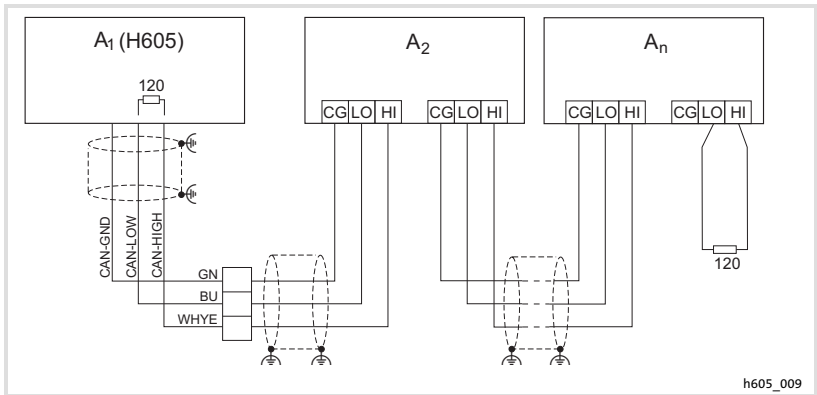 A1 (H605)
120
A2
An
CG LO HI
CG LO HI
CG LO HI
CG LO HI
CAN-GND
CAN-LOW
CAN-HIGH
GN
BU
WHYE
120
h605_009